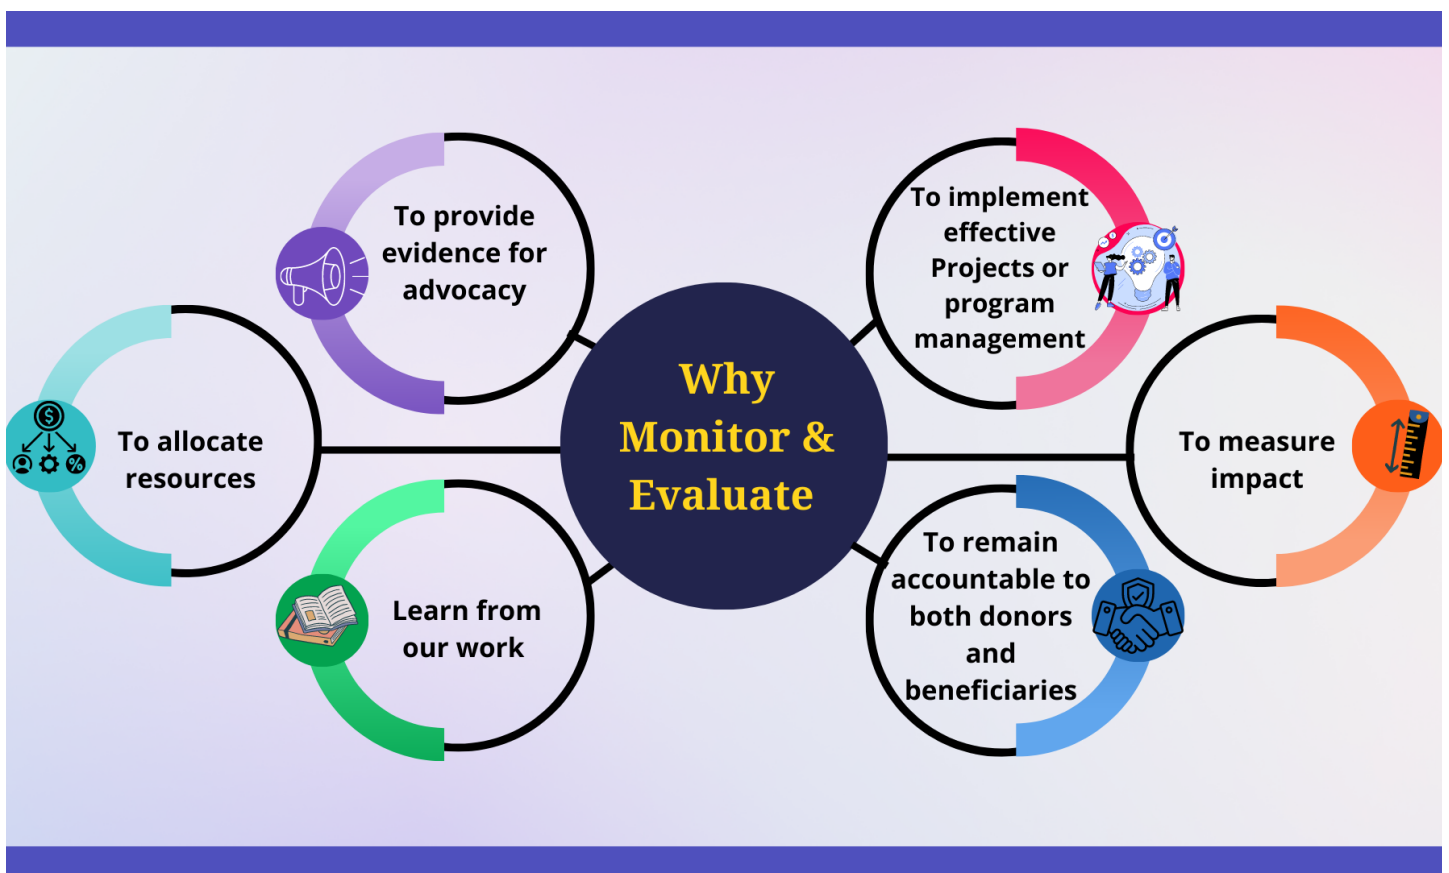 To provide
evidence for
advocacy
To implement
effective
Projects or
program
management
Why
Monitor &
Evaluate
To allocate
resources
To measure
impact
Learn from
our work
To remain
accountable to
both donors
and
beneficiaries